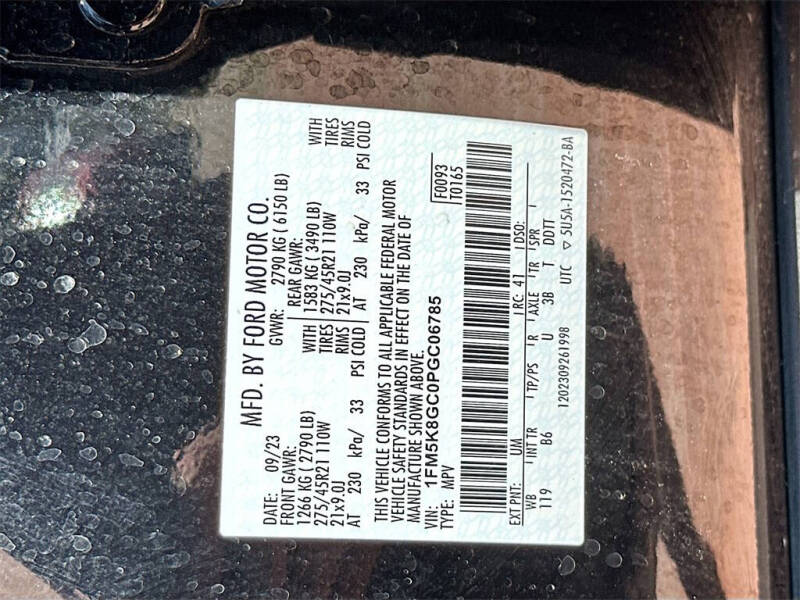 MFD. BY FORD MOTOR CO.
DATE: 09/23 GVWR: 2790 KG ( 6150 LB)
FRONT GAWR: REAR GAWR:
1266 KG ( 2790 LB) WITH 1583 KG ( 3490 LB) WITH
275/45R21 110W TIRES 275/45R21 110W TIRES
21x9.0J RIMS 21x9.0J RIMS
AT 230 kPa/ 33 PSI COLD AT 230 kPa/ 33 PSI COLD
THIS VEHICLE CONFORMS TO ALL APPLICABLE FEDERAL MOTOR
VEHICLE SAFETY STANDARDS IN EFFECT ON THE DATE OF
MANUFACTURE SHOWN ABOVE.
VIN: 1FM5K8GC0PGC06785 F0093
TYPE: MPV T0165
EXT PNT: UM RC: 41 DSO:
WB INT TR TP/PS R AXLE TR SPR
119 B6 U 3B T DDTT
1202309261998 UTC ▽ 5U5A-1520472-BA